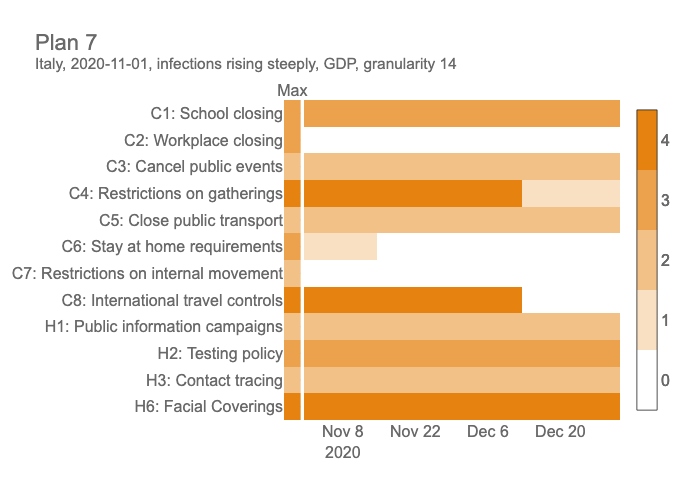 Plan 7
Italy, 2020-11-01, infections rising steeply, GDP, granularity 14
Max
C1: School closing
C2: Workplace closing
C3: Cancel public events
C4: Restrictions on gatherings
C5: Close public transport
C6: Stay at home requirements
C7: Restrictions on internal movement
C8: International travel controls
H1: Public information campaigns
H2: Testing policy
H3: Contact tracing
H6: Facial Coverings
Nov 8 Nov 22 Dec 6 Dec 20
2020
4
3
2
1
0